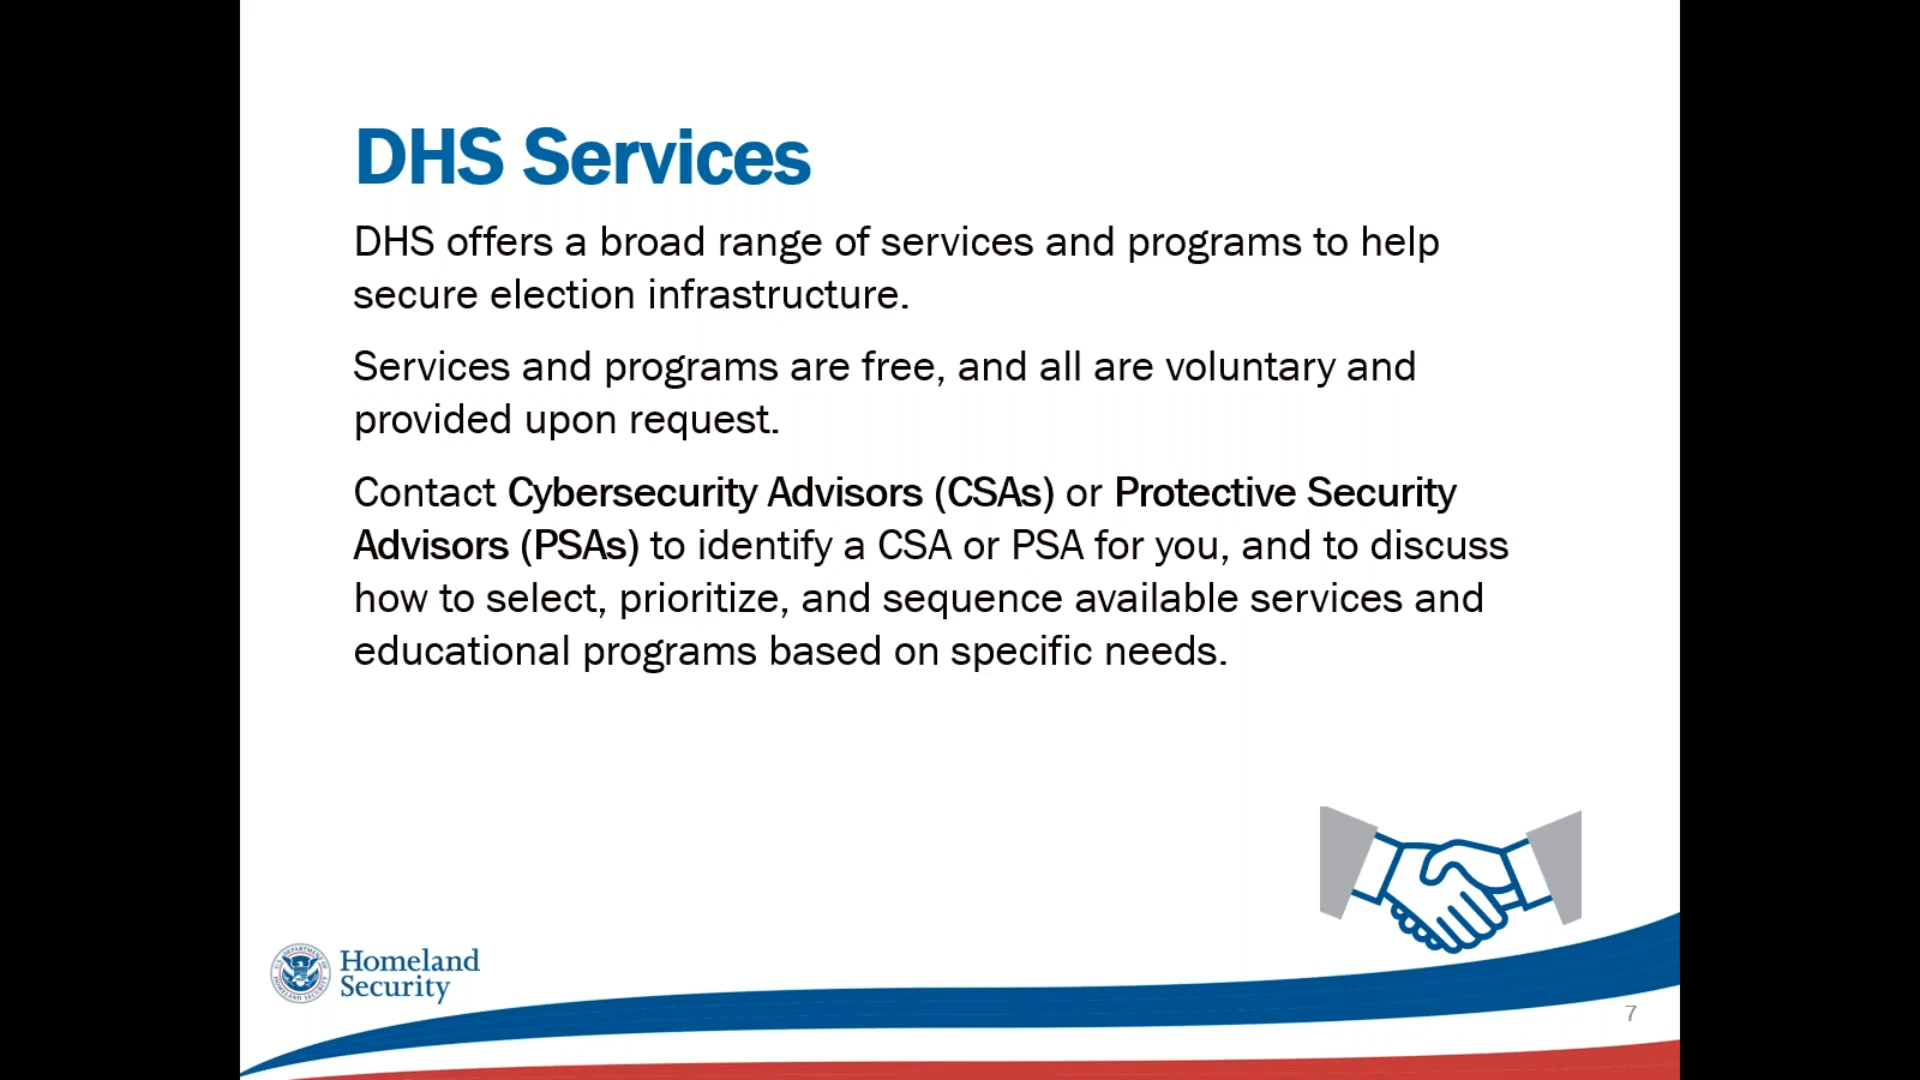 DHS Services
DHS offers a broad range of services and programs to help
secure election infrastructure.
Services and programs are free, and all are voluntary and
provided upon request.
Contact Cybersecurity Advisors (CSAs) or Protective Security
Advisors (PSAs) to identify a CSA or PSA for you, and to discuss
how to select, prioritize, and sequence available services and
educational programs based on specific needs.
Homeland
Security
7